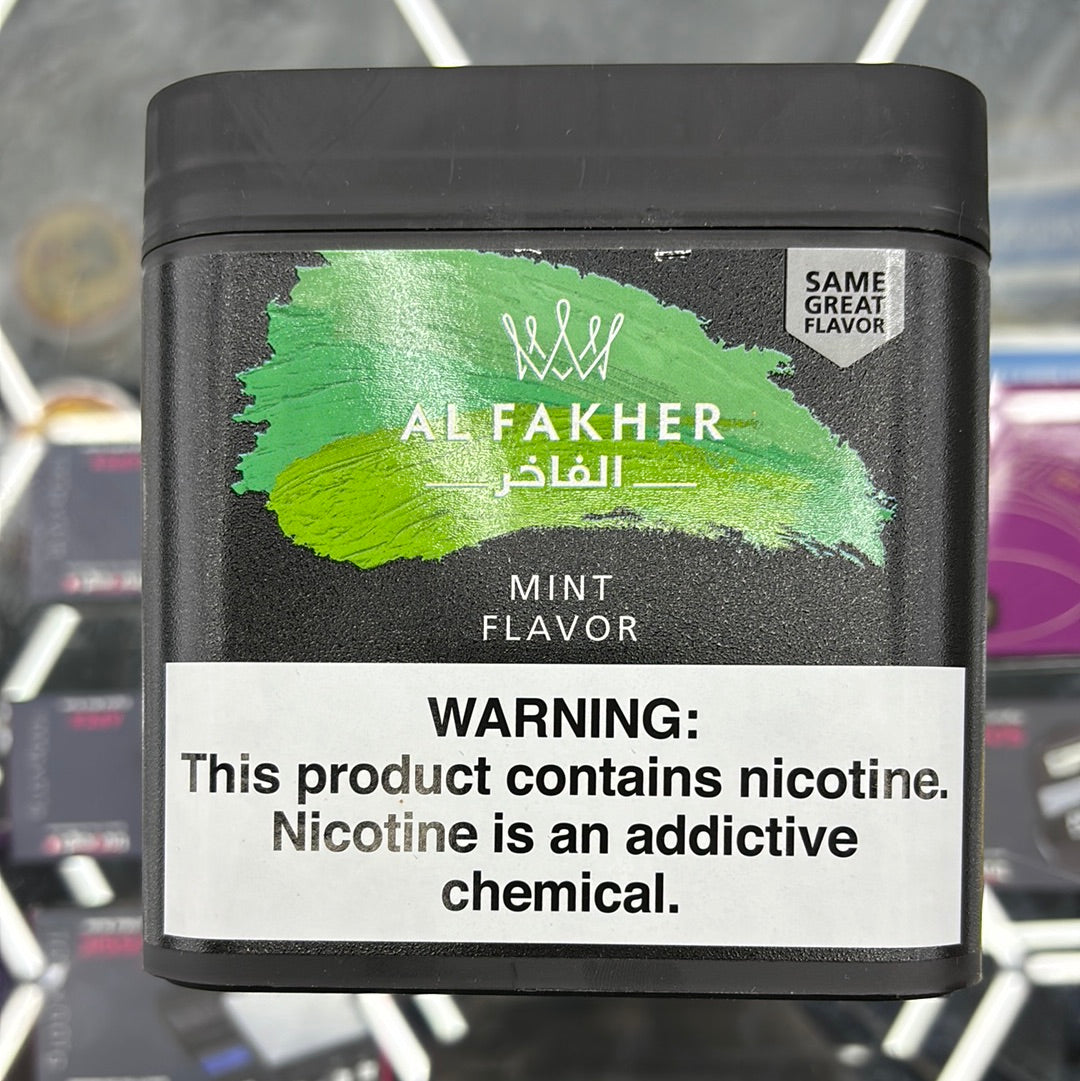 SAME
GREAT
FLAVOR
AL FAKHER
الفاخر
MINT
FLAVOR
WARNING:
This product contains nicotine.
Nicotine is an addictive
chemical.